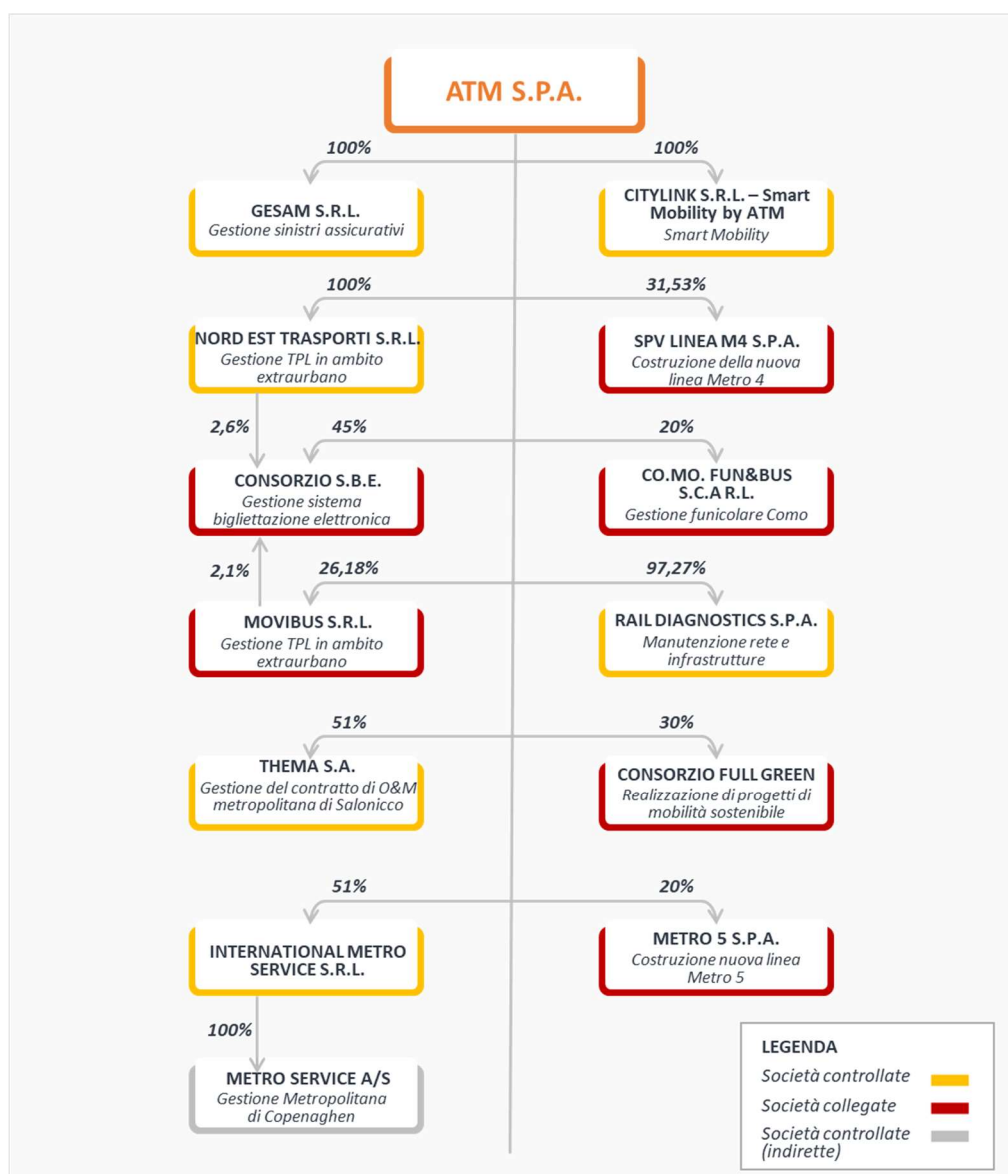 ATM S.P.A.
100%
100%
GESAM S.R.L.
Gestione sinistri assicurativi
CITYLINK S.R.L. – Smart
Mobility by ATM
Smart Mobility
100%
31,53%
NORD EST TRASPORTI S.R.L.
Gestione TPL in ambito
extraurbano
SPV LINEA M4 S.P.A.
Costruzione della nuova
linea Metro 4
2,6%
45%
20%
CONSORZIO S.B.E.
Gestione sistema
bigliettazione elettronica
CO.MO. FUN&BUS
S.C.A R.L.
Gestione funicolare Como
2,1%
26,18%
97,27%
MOVIBUS S.R.L.
Gestione TPL in ambito
extraurbano
RAIL DIAGNOSTICS S.P.A.
Manutenzione rete e
infrastrutture
51%
30%
THEMA S.A.
Gestione del contratto di O&M
metropolitana di Salonicco
CONSORZIO FULL GREEN
Realizzazione di progetti di
mobilità sostenibile
51%
20%
INTERNATIONAL METRO
SERVICE S.R.L.
METRO 5 S.P.A.
Costruzione nuova linea
Metro 5
100%
METRO SERVICE A/S
Gestione Metropolitana
di Copenaghen
LEGENDA
Società controllate
Società collegate
Società controllate
(indirette)